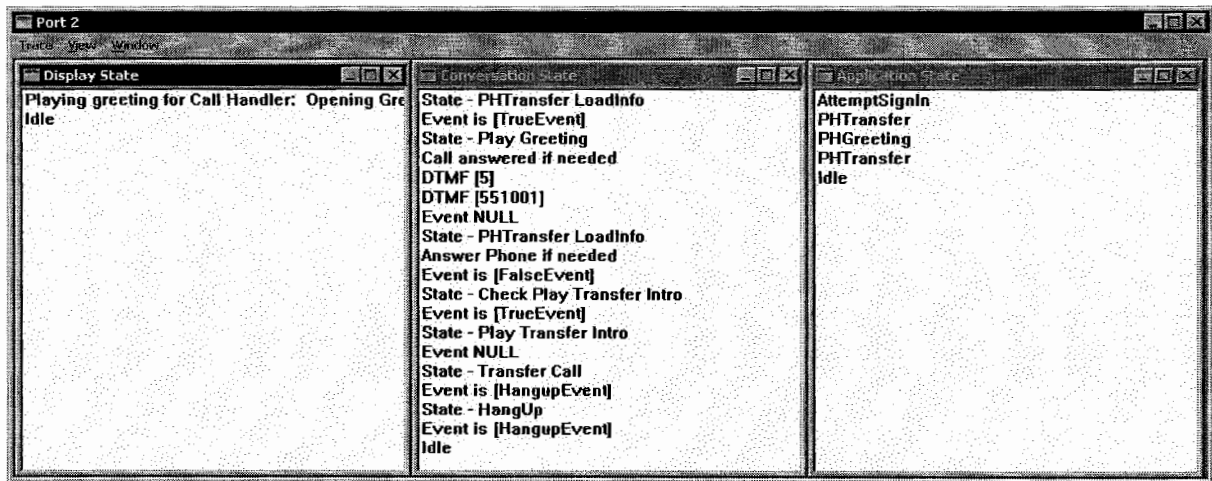 Port 2
Trace View Window
Display State
Playing greeting for Call Handler: Opening Gre
Idle
Conversation State
State - PHTransfer LoadInfo
Event is [TrueEvent]
State - Play Greeting
Call answered if needed
DTMF [5]
DTMF [551001]
Event NULL
State - PHTransfer LoadInfo
Answer Phone if needed
Event is [FalseEvent]
State - Check Play Transfer Intro
Event is [TrueEvent]
State - Play Transfer Intro
Event NULL
State - Transfer Call
Event is [HangupEvent]
State - HangUp
Event is [HangupEvent]
Idle
Application State
AttemptSignIn
PHTransfer
PHGreeting
PHTransfer
Idle